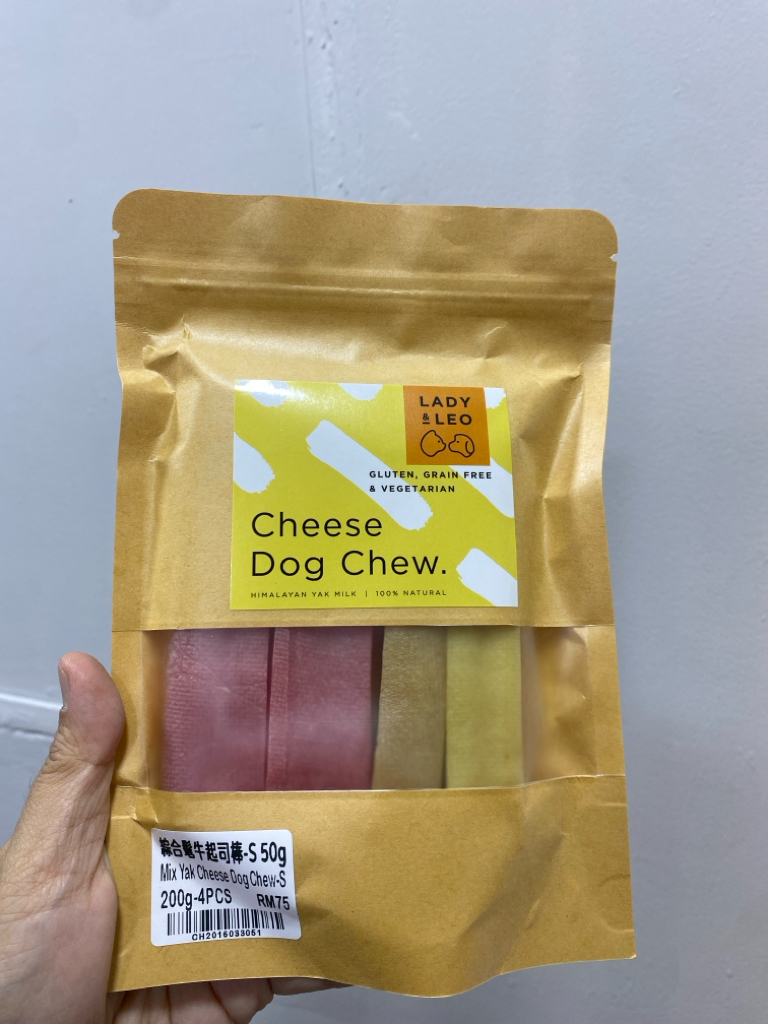 LADY
& LEO
GLUTEN, GRAIN FREE
& VEGETARIAN
Cheese
Dog Chew.
HIMALAYAN YAK MILK | 100% NATURAL
綜合氂牛起司棒-S 50g
Mix Yak Cheese Dog Chew-S
200g-4PCS RM75
CH2016033051